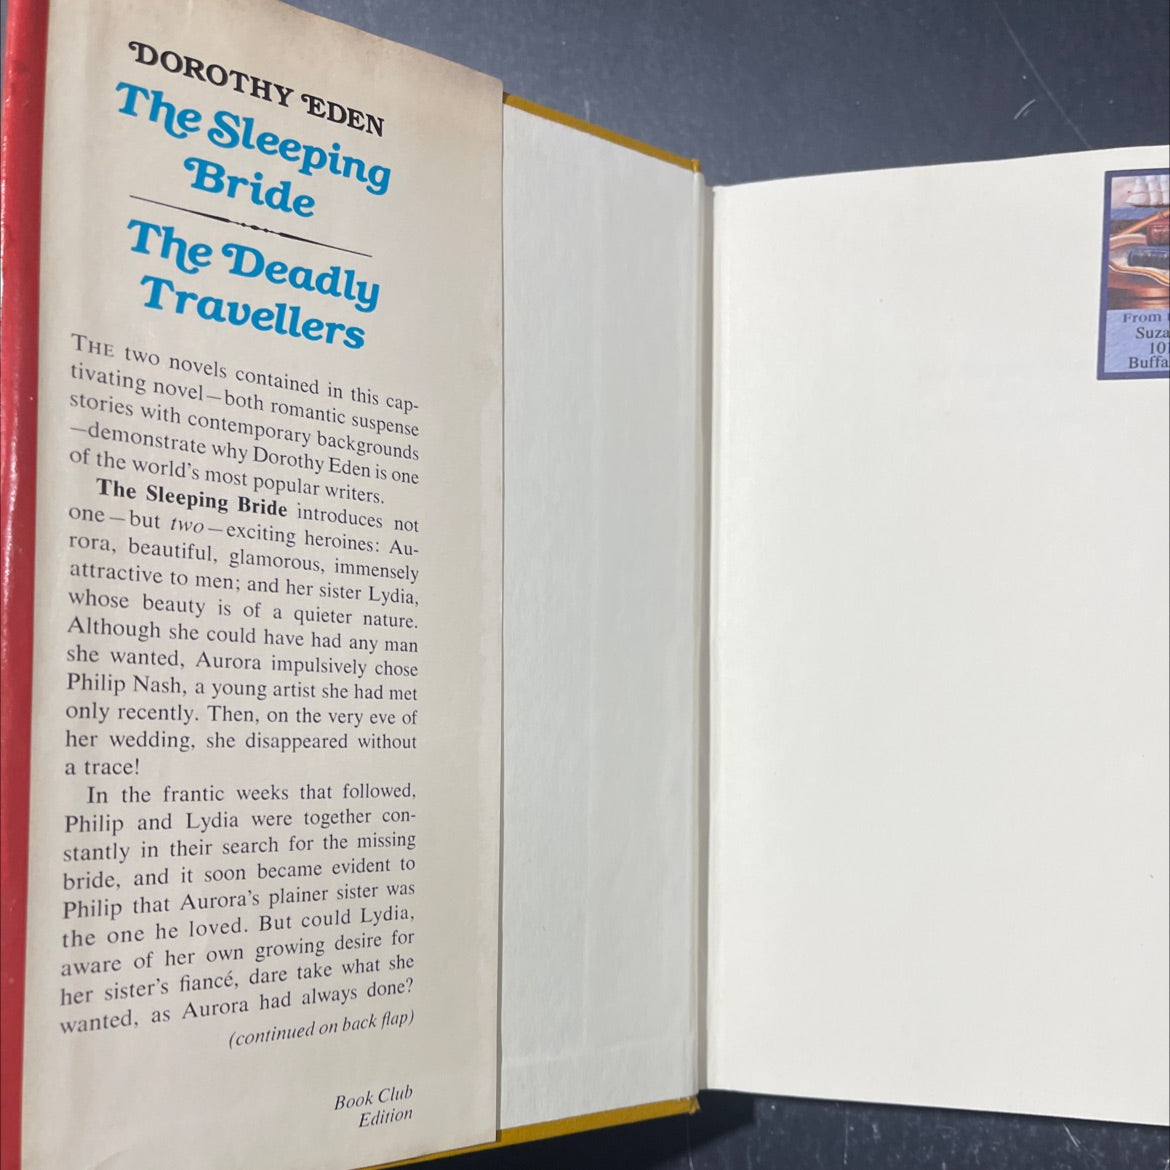 DOROTHY EDEN
The Sleeping
Bride
The Deadly
Travellers
THE two novels contained in this cap-
tivating novel—both romantic suspense
stories with contemporary backgrounds
—demonstrate why Dorothy Eden is one
of the world's most popular writers.
The Sleeping Bride introduces not
one—but two—exciting heroines: Au-
rora, beautiful, glamorous, immensely
attractive to men; and her sister Lydia,
whose beauty is of a quieter nature.
Although she could have had any man
she wanted, Aurora impulsively chose
Philip Nash, a young artist she had met
only recently. Then, on the very eve of
her wedding, she disappeared without
a trace!
In the frantic weeks that followed,
Philip and Lydia were together con-
stantly in their search for the missing
bride, and it soon became evident to
Philip that Aurora's plainer sister was
the one he loved. But could Lydia,
aware of her own growing desire for
her sister's fiancé, dare take what she
wanted, as Aurora had always done?
(continued on back flap)
Book Club
Edition
From
Suza
101
Buffa